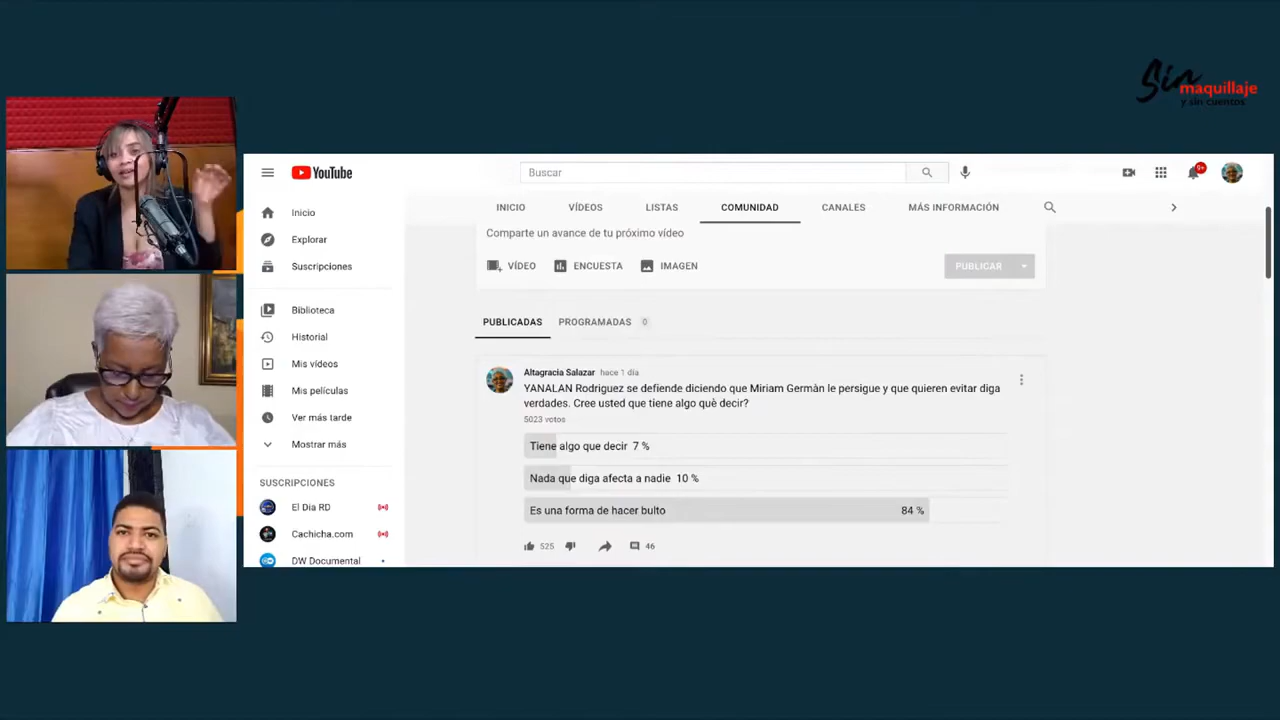 Sin
maquillaje
y sin cuentos
YouTube
Buscar
9+
Inicio
Explorar
Suscripciones
Biblioteca
Historial
Mis vídeos
Mis películas
Ver más tarde
Mostrar más
SUSCRIPCIONES
El Dia RD
Cachicha.com
DW Documental
INICIO VÍDEOS LISTAS COMUNIDAD CANALES MÁS INFORMACIÓN
Comparte un avance de tu próximo vídeo
VÍDEO ENCUESTA IMAGEN PUBLICAR
PUBLICADAS PROGRAMADAS 0
Altagracia Salazar hace 1 día
YANALAN Rodriguez se defiende diciendo que Miriam Germàn le persigue y que quieren evitar diga
verdades. Cree usted que tiene algo què decir?
5023 votos
Tiene algo que decir 7 %
Nada que diga afecta a nadie 10 %
Es una forma de hacer bulto 84 %
525 46